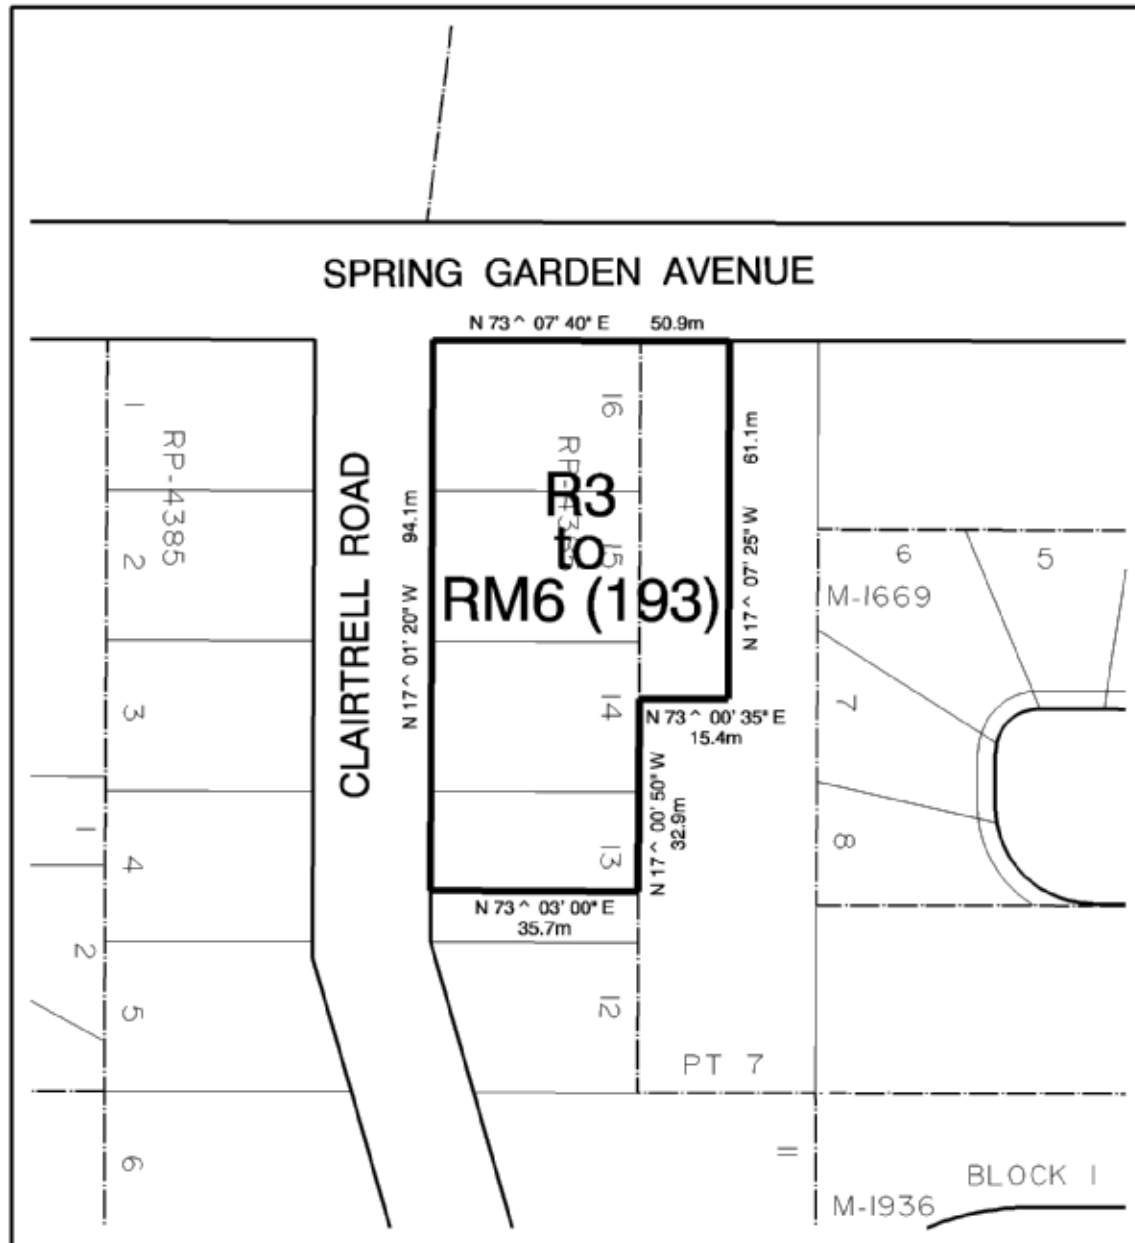 SPRING GARDEN AVENUE
N 73^ 07' 40" E 50.9m
1
RP-4385
2
3
4
5
6
1
2
CLAIRTRELL ROAD
N 17^ 01' 20" W 94.1m
16
15
14
13
12
R3
to
RM6 (193)
N 17^ 07' 25" W 61.1m
N 73^ 00' 35" E
15.4m
N 17^ 00' 50" W
32.9m
N 73^ 03' 00" E
35.7m
6
5
M-1669
7
8
PT 7
11
BLOCK 1
M-1936